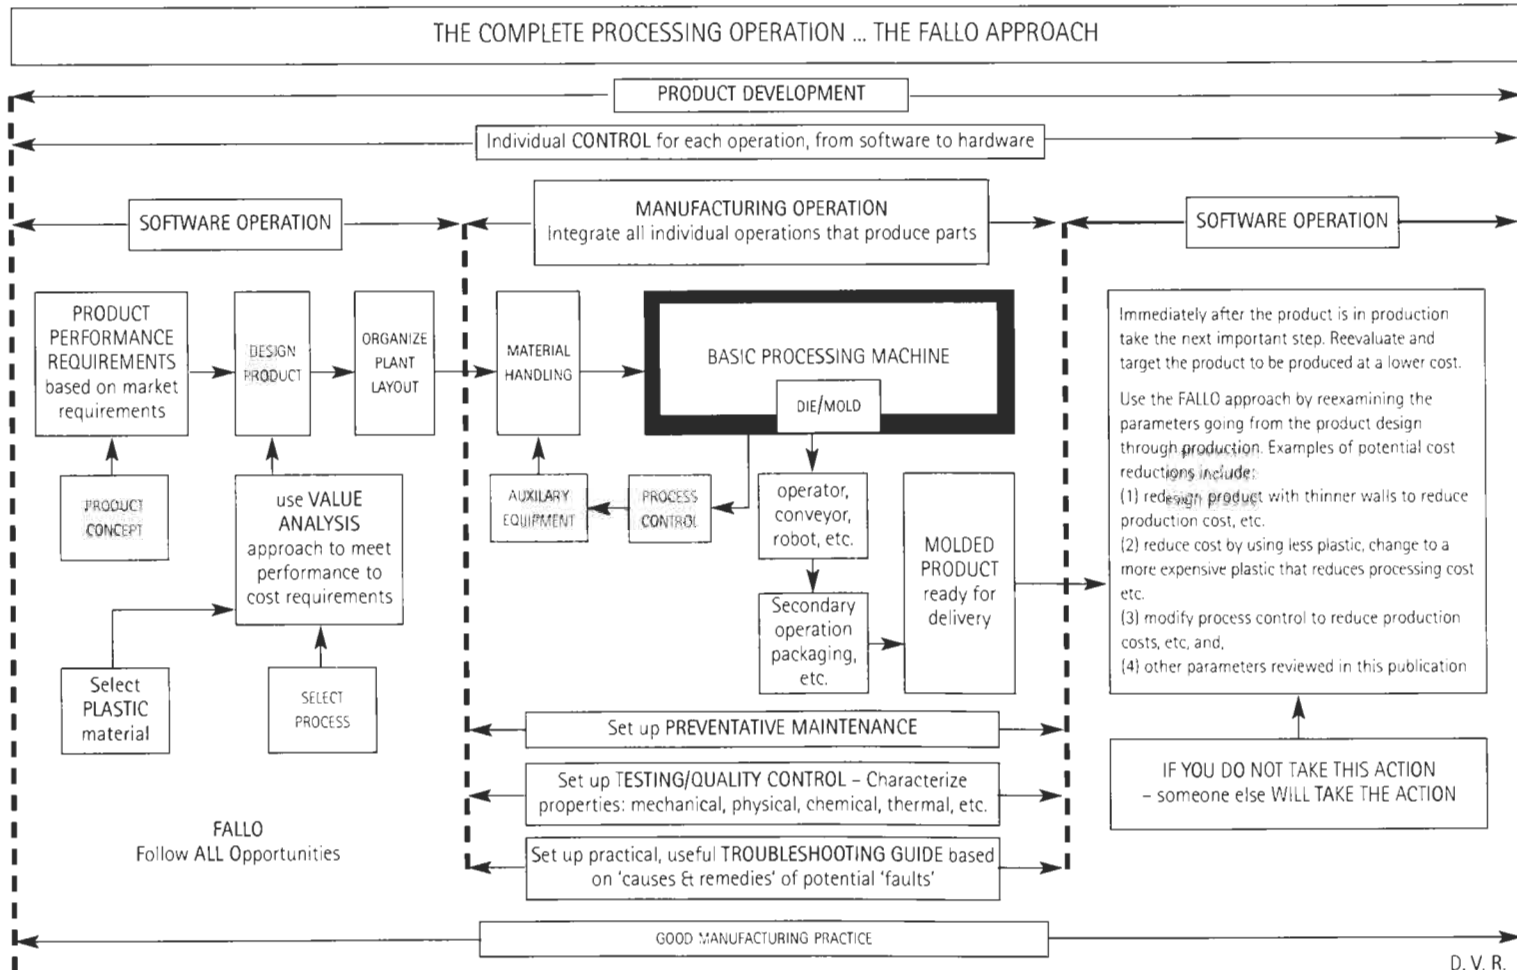 THE COMPLETE PROCESSING OPERATION ... THE FALLO APPROACH
PRODUCT DEVELOPMENT
Individual CONTROL for each operation, from software to hardware
SOFTWARE OPERATION
MANUFACTURING OPERATION
Integrate all individual operations that produce parts
SOFTWARE OPERATION
PRODUCT
PERFORMANCE
REQUIREMENTS
based on market
requirements
DESIGN
PRODUCT
ORGANIZE
PLANT
LAYOUT
PRODUCT
CONCEPT
use VALUE
ANALYSIS
approach to meet
performance to
cost requirements
Select
PLASTIC
material
SELECT
PROCESS
FALLO
Follow ALL Opportunities
MATERIAL
HANDLING
BASIC PROCESSING MACHINE
DIE/MOLD
AUXILARY
EQUIPMENT
PROCESS
CONTROL
operator,
conveyor,
robot, etc.
Secondary
operation
packaging,
etc.
MOLDED
PRODUCT
ready for
delivery
Set up PREVENTATIVE MAINTENANCE
Set up TESTING/QUALITY CONTROL – Characterize
properties: mechanical, physical, chemical, thermal, etc.
Set up practical, useful TROUBLESHOOTING GUIDE based
on ‘causes & remedies’ of potential ‘faults’
Immediately after the product is in production
take the next important step. Reevaluate and
target the product to be produced at a lower cost.
Use the FALLO approach by reexamining the
parameters going from the product design
through production. Examples of potential cost
reductions include:
(1) redesign product with thinner walls to reduce
production cost, etc.
(2) reduce cost by using less plastic, change to a
more expensive plastic that reduces processing cost
etc.
(3) modify process control to reduce production
costs, etc, and,
(4) other parameters reviewed in this publication
IF YOU DO NOT TAKE THIS ACTION
– someone else WILL TAKE THE ACTION
GOOD MANUFACTURING PRACTICE
D. V. R.